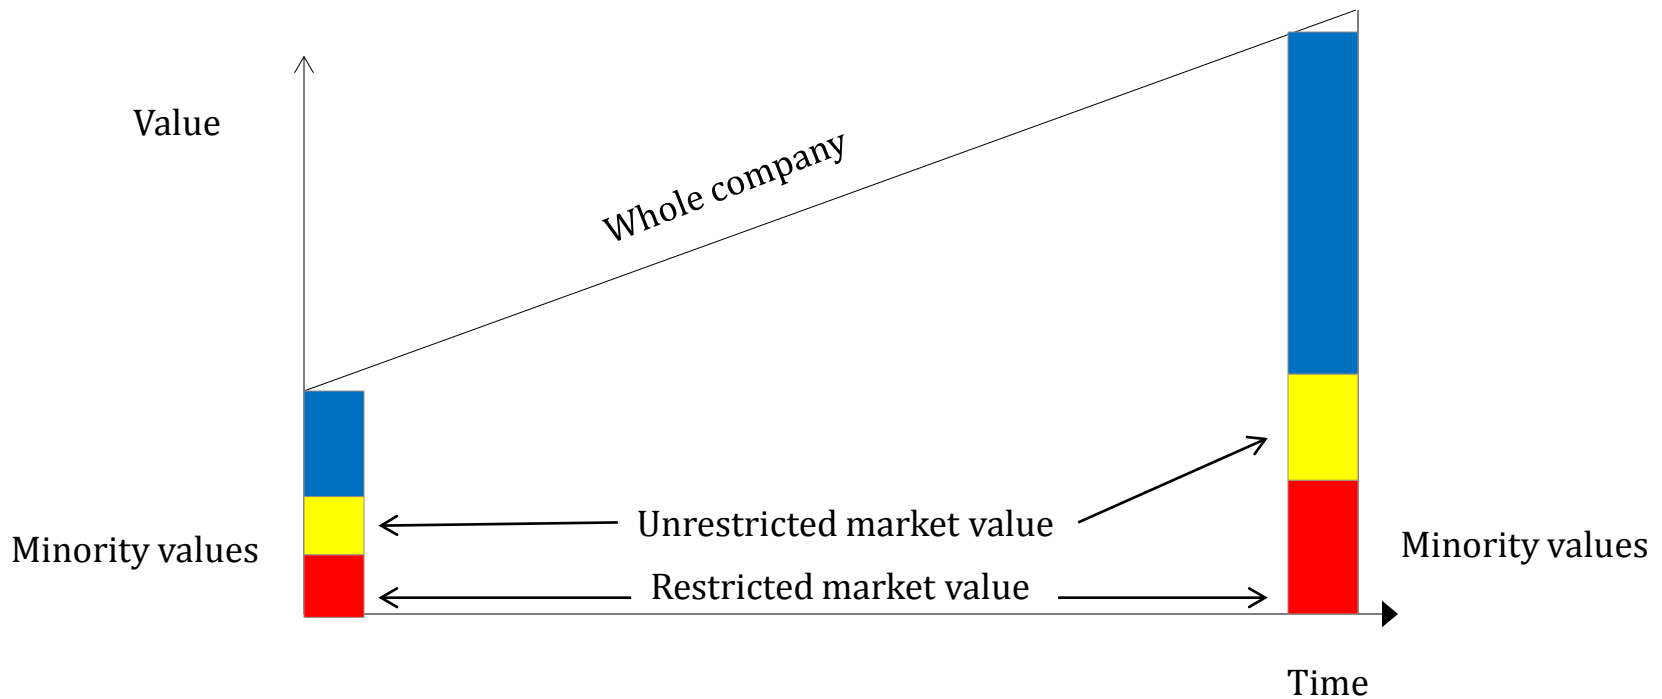 Value
Whole company
Unrestricted market value
Minority values
Minority values
Restricted market value
Time